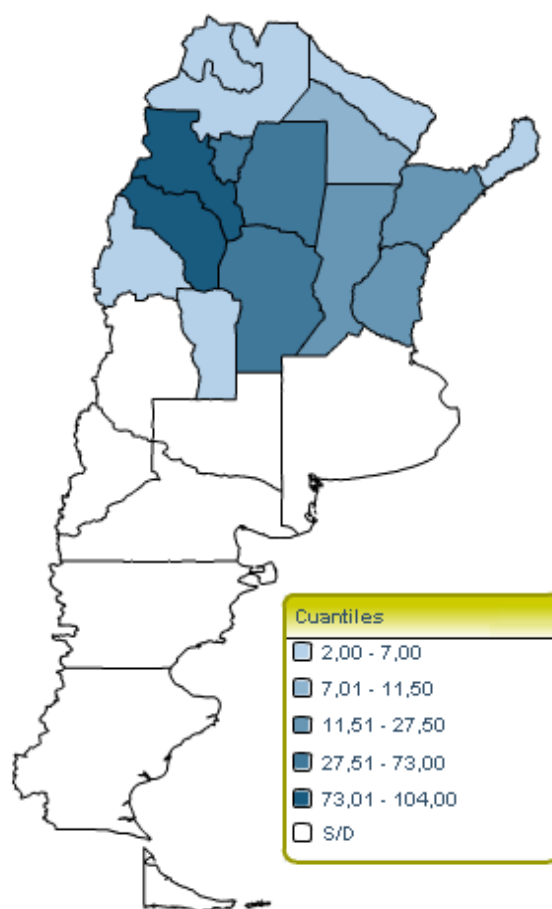 Cuantiles
2,00 - 7,00
7,01 - 11,50
11,51 - 27,50
27,51 - 73,00
73,01 - 104,00
S/D